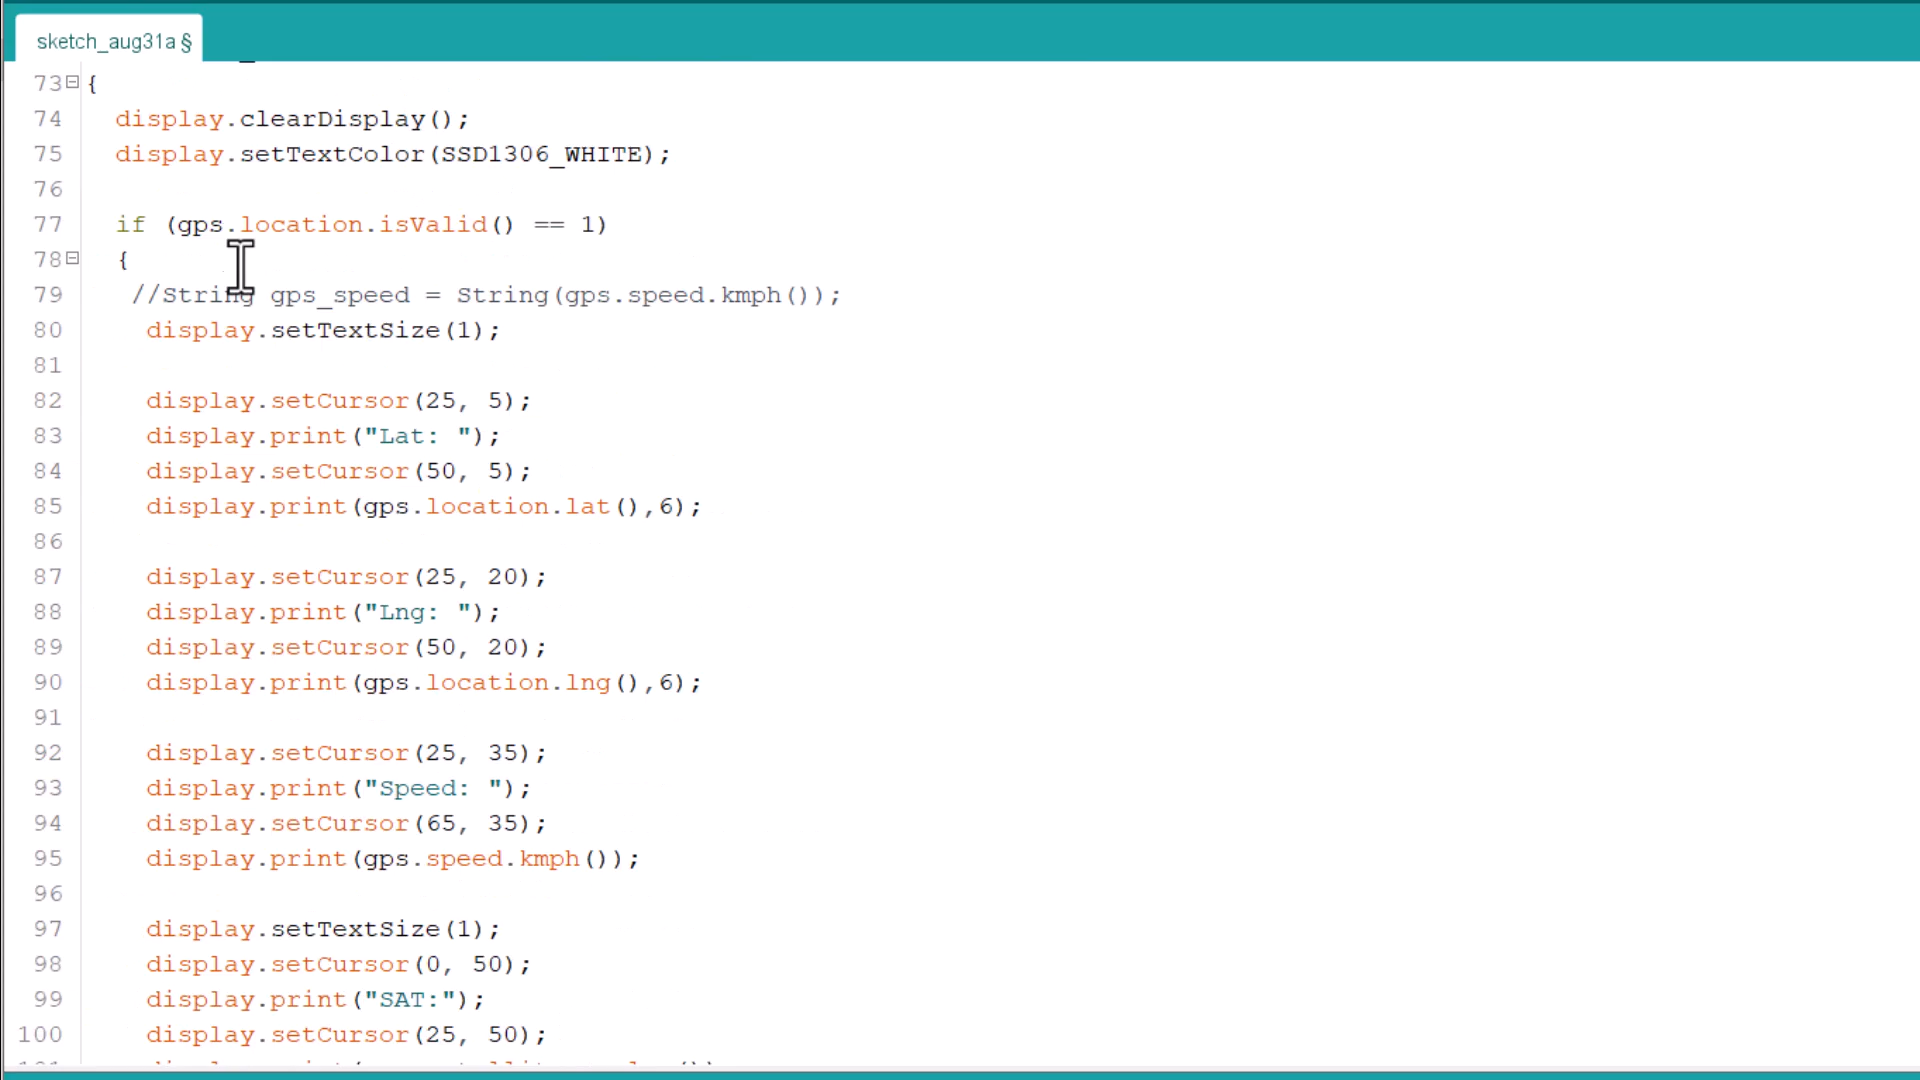 sketch_aug31a §
73 {
74 display.clearDisplay();
75 display.setTextColor(SSD1306_WHITE);
76
77 if (gps.location.isValid() == 1)
78 {
79 //String gps_speed = String(gps.speed.kmph());
80 display.setTextSize(1);
81
82 display.setCursor(25, 5);
83 display.print("Lat: ");
84 display.setCursor(50, 5);
85 display.print(gps.location.lat(),6);
86
87 display.setCursor(25, 20);
88 display.print("Lng: ");
89 display.setCursor(50, 20);
90 display.print(gps.location.lng(),6);
91
92 display.setCursor(25, 35);
93 display.print("Speed: ");
94 display.setCursor(65, 35);
95 display.print(gps.speed.kmph());
96
97 display.setTextSize(1);
98 display.setCursor(0, 50);
99 display.print("SAT:");
100 display.setCursor(25, 50);